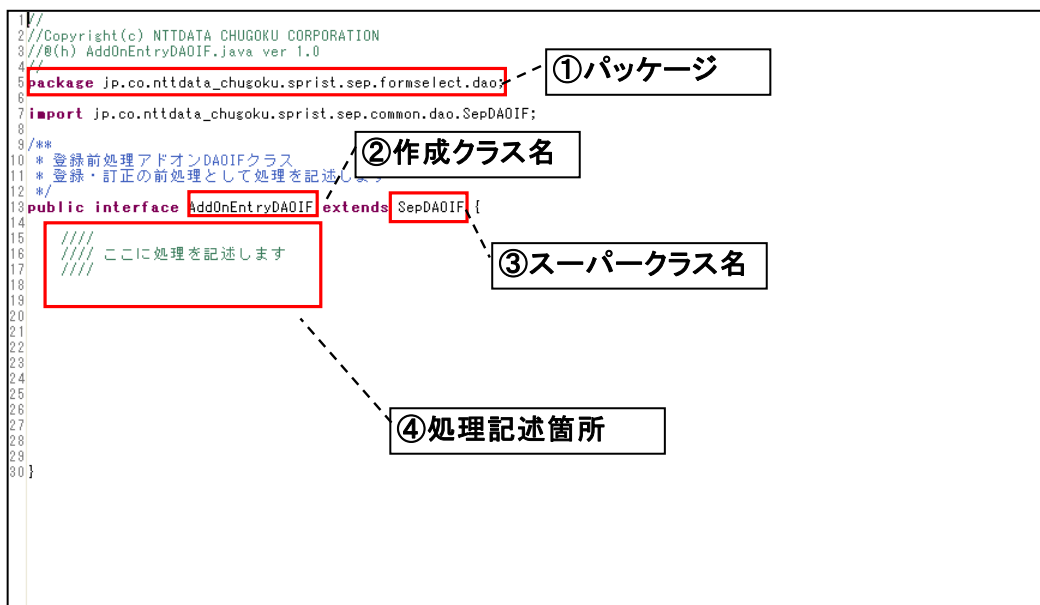 1 //
2 //Copyright(c) NTTDATA CHUGOKU CORPORATION
3 //@(h) AddOnEntryDAOIF.java ver 1.0
4 //
①パッケージ
5 package jp.co.nttdata_chugoku.sprist.sep.formselect.dao;
6
7 import jp.co.nttdata_chugoku.sprist.sep.common.dao.SepDAOIF;
8
9 /**
②作成クラス名
10 * 登録前処理アドオンDAOIFクラス
11 * 登録・訂正の前処理として処理を記述します
12 */
13 public interface AddOnEntryDAOIF extends SepDAOIF {
14
15 ////
16 //// ここに処理を記述します
③スーパークラス名
17 ////
18
19
20
21
22
23
24
25
26
④処理記述箇所
27
28
29
30 }